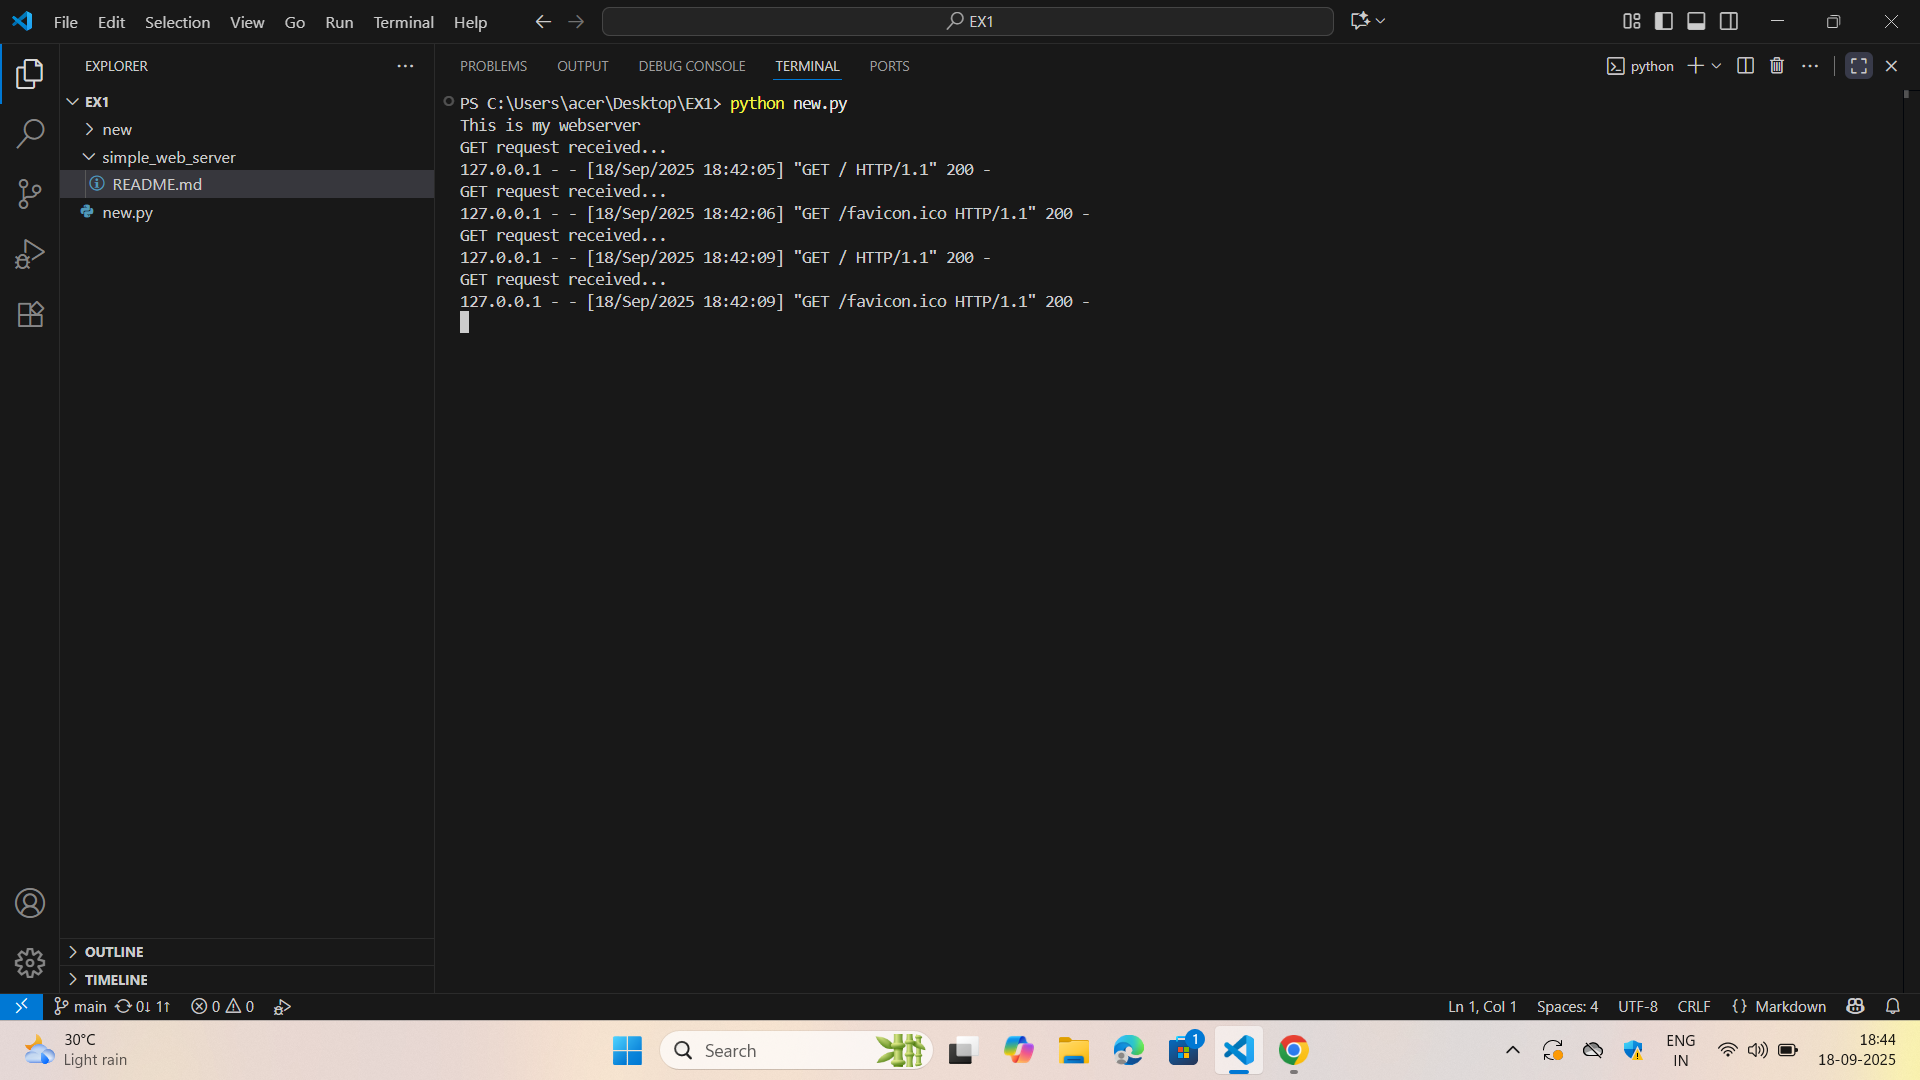 File Edit Selection View Go Run Terminal Help
EX1
EXPLORER
EX1
new
simple_web_server
README.md
new.py
OUTLINE
TIMELINE
PROBLEMS OUTPUT DEBUG CONSOLE TERMINAL PORTS
python
PS C:\Users\acer\Desktop\EX1> python new.py
This is my webserver
GET request received...
127.0.0.1 - - [18/Sep/2025 18:42:05] "GET / HTTP/1.1" 200 -
GET request received...
127.0.0.1 - - [18/Sep/2025 18:42:06] "GET /favicon.ico HTTP/1.1" 200 -
GET request received...
127.0.0.1 - - [18/Sep/2025 18:42:09] "GET / HTTP/1.1" 200 -
GET request received...
127.0.0.1 - - [18/Sep/2025 18:42:09] "GET /favicon.ico HTTP/1.1" 200 -
main 0↓ 1↑ 0 0
Ln 1, Col 1 Spaces: 4 UTF-8 CRLF {} Markdown
30°C
Light rain
Search
1
ENG
IN
18:44
18-09-2025